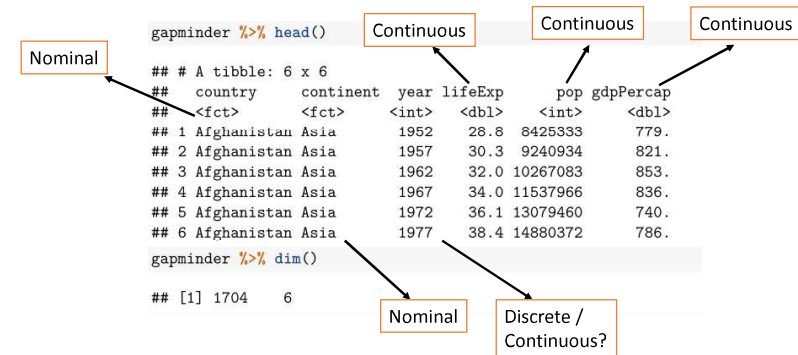 Continuous
Continuous
Continuous
Nominal
gapminder %>% head()
## # A tibble: 6 x 6
##   country     continent  year lifeExp      pop gdpPercap
##   <fct>       <fct>     <int>   <dbl>    <int>     <dbl>
## 1 Afghanistan Asia       1952    28.8  8425333      779.
## 2 Afghanistan Asia       1957    30.3  9240934      821.
## 3 Afghanistan Asia       1962    32.0 10267083      853.
## 4 Afghanistan Asia       1967    34.0 11537966      836.
## 5 Afghanistan Asia       1972    36.1 13079460      740.
## 6 Afghanistan Asia       1977    38.4 14880372      786.
gapminder %>% dim()
## [1] 1704    6
Nominal
Discrete /
Continuous?